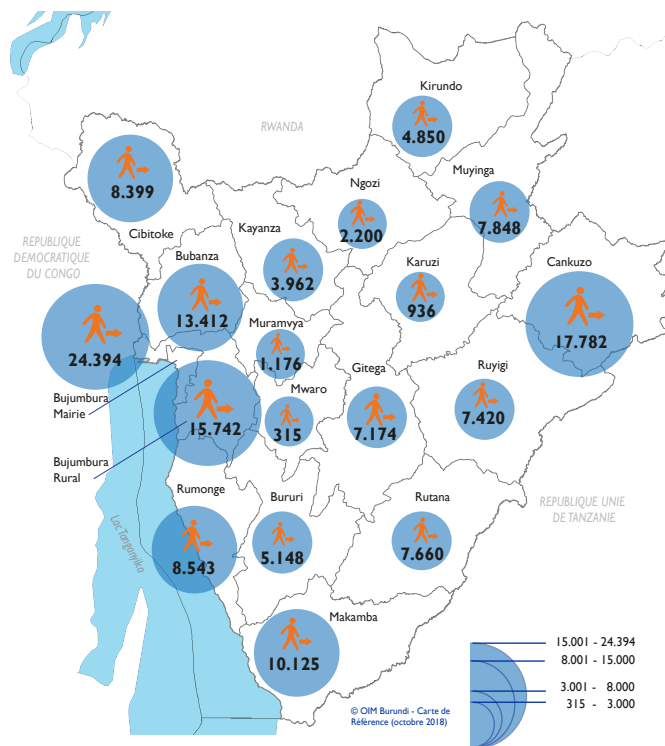 Kirundo
4.850
RWANDA
Muyinga
7.848
Ngozi
2.200
8.399
Cibitoke
Kayanza
3.962
REPUBLIQUE
DEMOCRATIQUE
DU CONGO
Bubanza
13.412
Karuzi
936
Cankuzo
17.782
24.394
Muramvya
1.176
Bujumbura
Mairie
15.742
Mwaro
315
Gitega
7.174
Ruyigi
7.420
Bujumbura
Rural
Rumonge
8.543
Bururi
5.148
Rutana
7.660
REPUBLIQUE UNIE
DE TANZANIE
Lac Tanganyika
Makamba
10.125
15.001 - 24.394
8.001 - 15.000
3.001 - 8.000
315 - 3.000
© OIM Burundi - Carte de
Référence (octobre 2018)